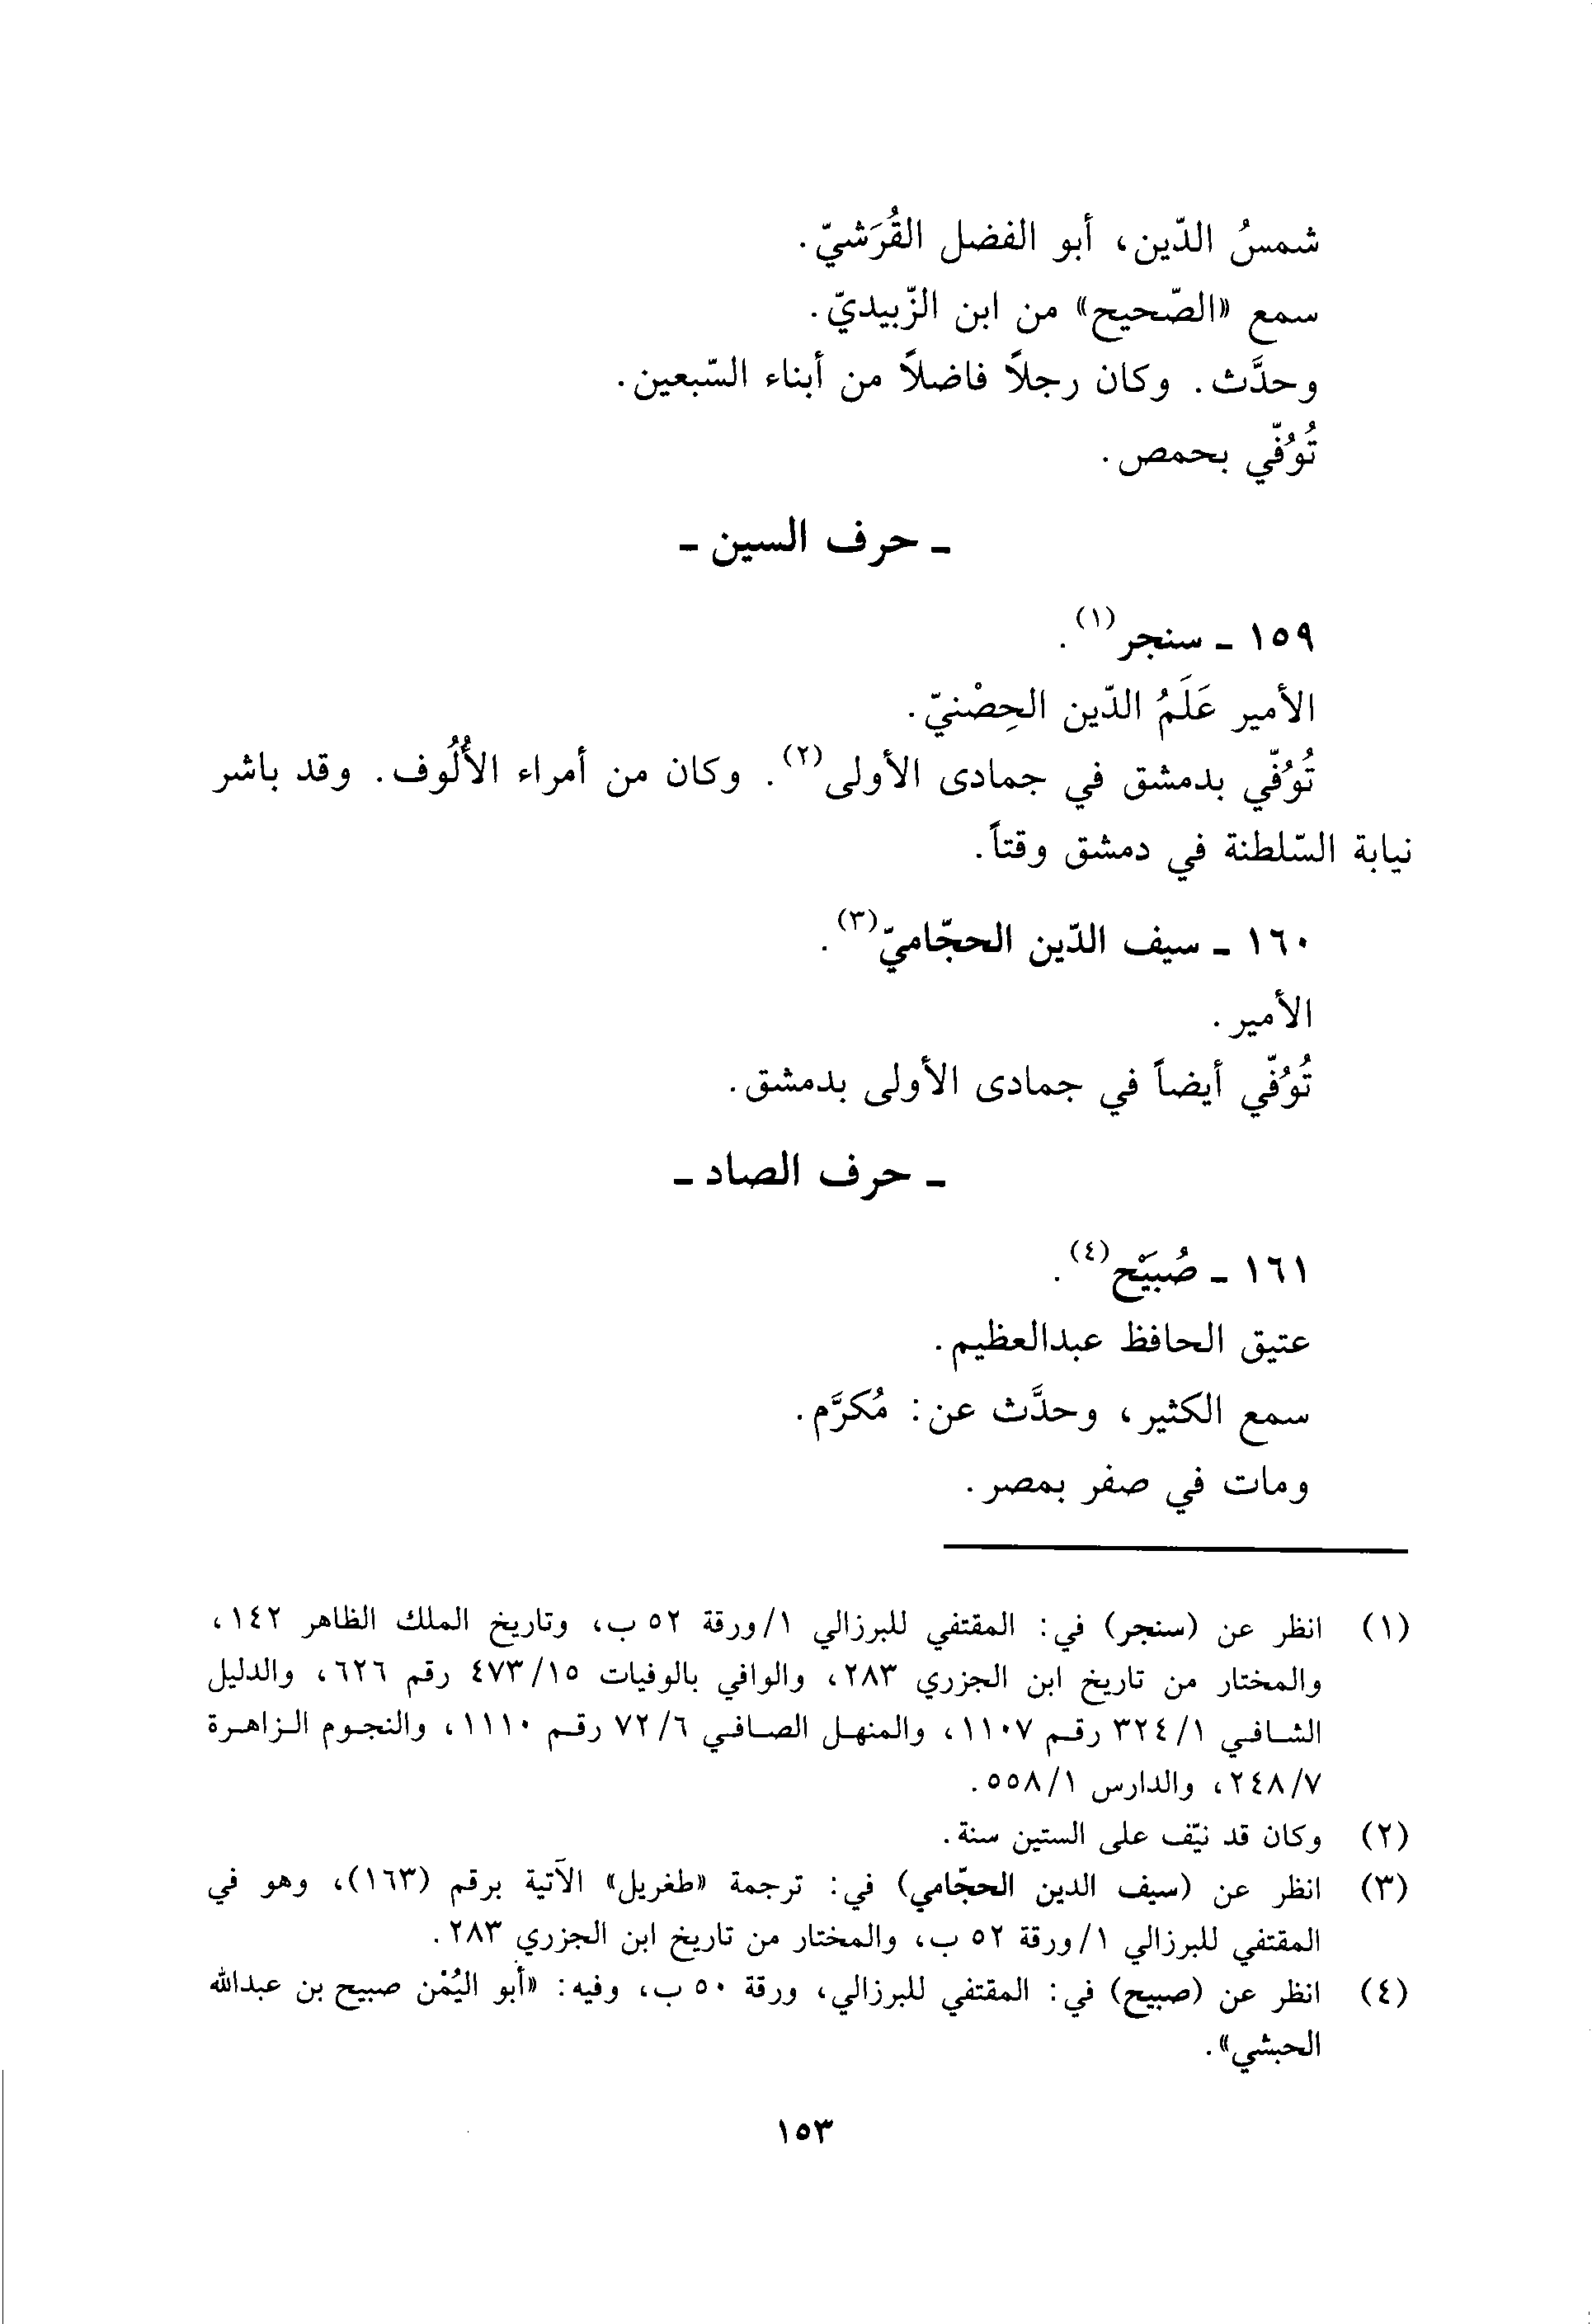 شمسُ الدّين، أبو الفضل القُرَشيّ.
سمع «الصّحيح» من ابن الزّبيديّ.
وحدَّث. وكان رجلاً فاضلاً من أبناء السّبعين.
تُوُفّي بحمص.
ـ حرف السين ـ
١٥٩ ـ سنجر(١).
الأمير عَلَمُ الدّين الحِصْنيّ.
تُوُفّي بدمشق في جمادى الأولى(٢). وكان من أمراء الأُلُوف. وقد باشر
نيابة السّلطنة في دمشق وقتاً.
١٦٠ ـ سيف الدّين الحجّاميّ(٣).
الأمير.
تُوُفّي أيضاً في جمادى الأولى بدمشق.
ـ حرف الصاد ـ
١٦١ ـ صُبيَْح(٤).
عتيق الحافظ عبدالعظيم.
سمع الكثير، وحدَّث عن: مُكرَّم.
ومات في صفر بمصر.
(١) انظر عن (سنجر) في: المقتفي للبرزالي ١/ورقة ٥٢ ب، وتاريخ الملك الظاهر ١٤٢،
والمختار من تاريخ ابن الجزري ٢٨٣، والوافي بالوفيات ٤٧٣/١٥ رقم ٦٢٦، والدليل
الشافي ٣٢٤/١ رقم ١١٠٧، والمنهل الصافي ٧٢/٦ رقم ١١١٠، والنجوم الزاهرة
٢٤٨/٧، والدارس ٥٥٨/١.
(٢) وكان قد نيّف على الستين سنة.
(٣) انظر عن (سيف الدين الحجّامي) في: ترجمة «طغريل» الآتية برقم (١٦٣)، وهو في
المقتفي للبرزالي ١/ورقة ٥٢ ب، والمختار من تاريخ ابن الجزري ٢٨٣.
(٤) انظر عن (صبيح) في: المقتفي للبرزالي، ورقة ٥٠ ب، وفيه: «أبو اليُمْن صبيح بن عبدالله
الحبشي».
١٥٣